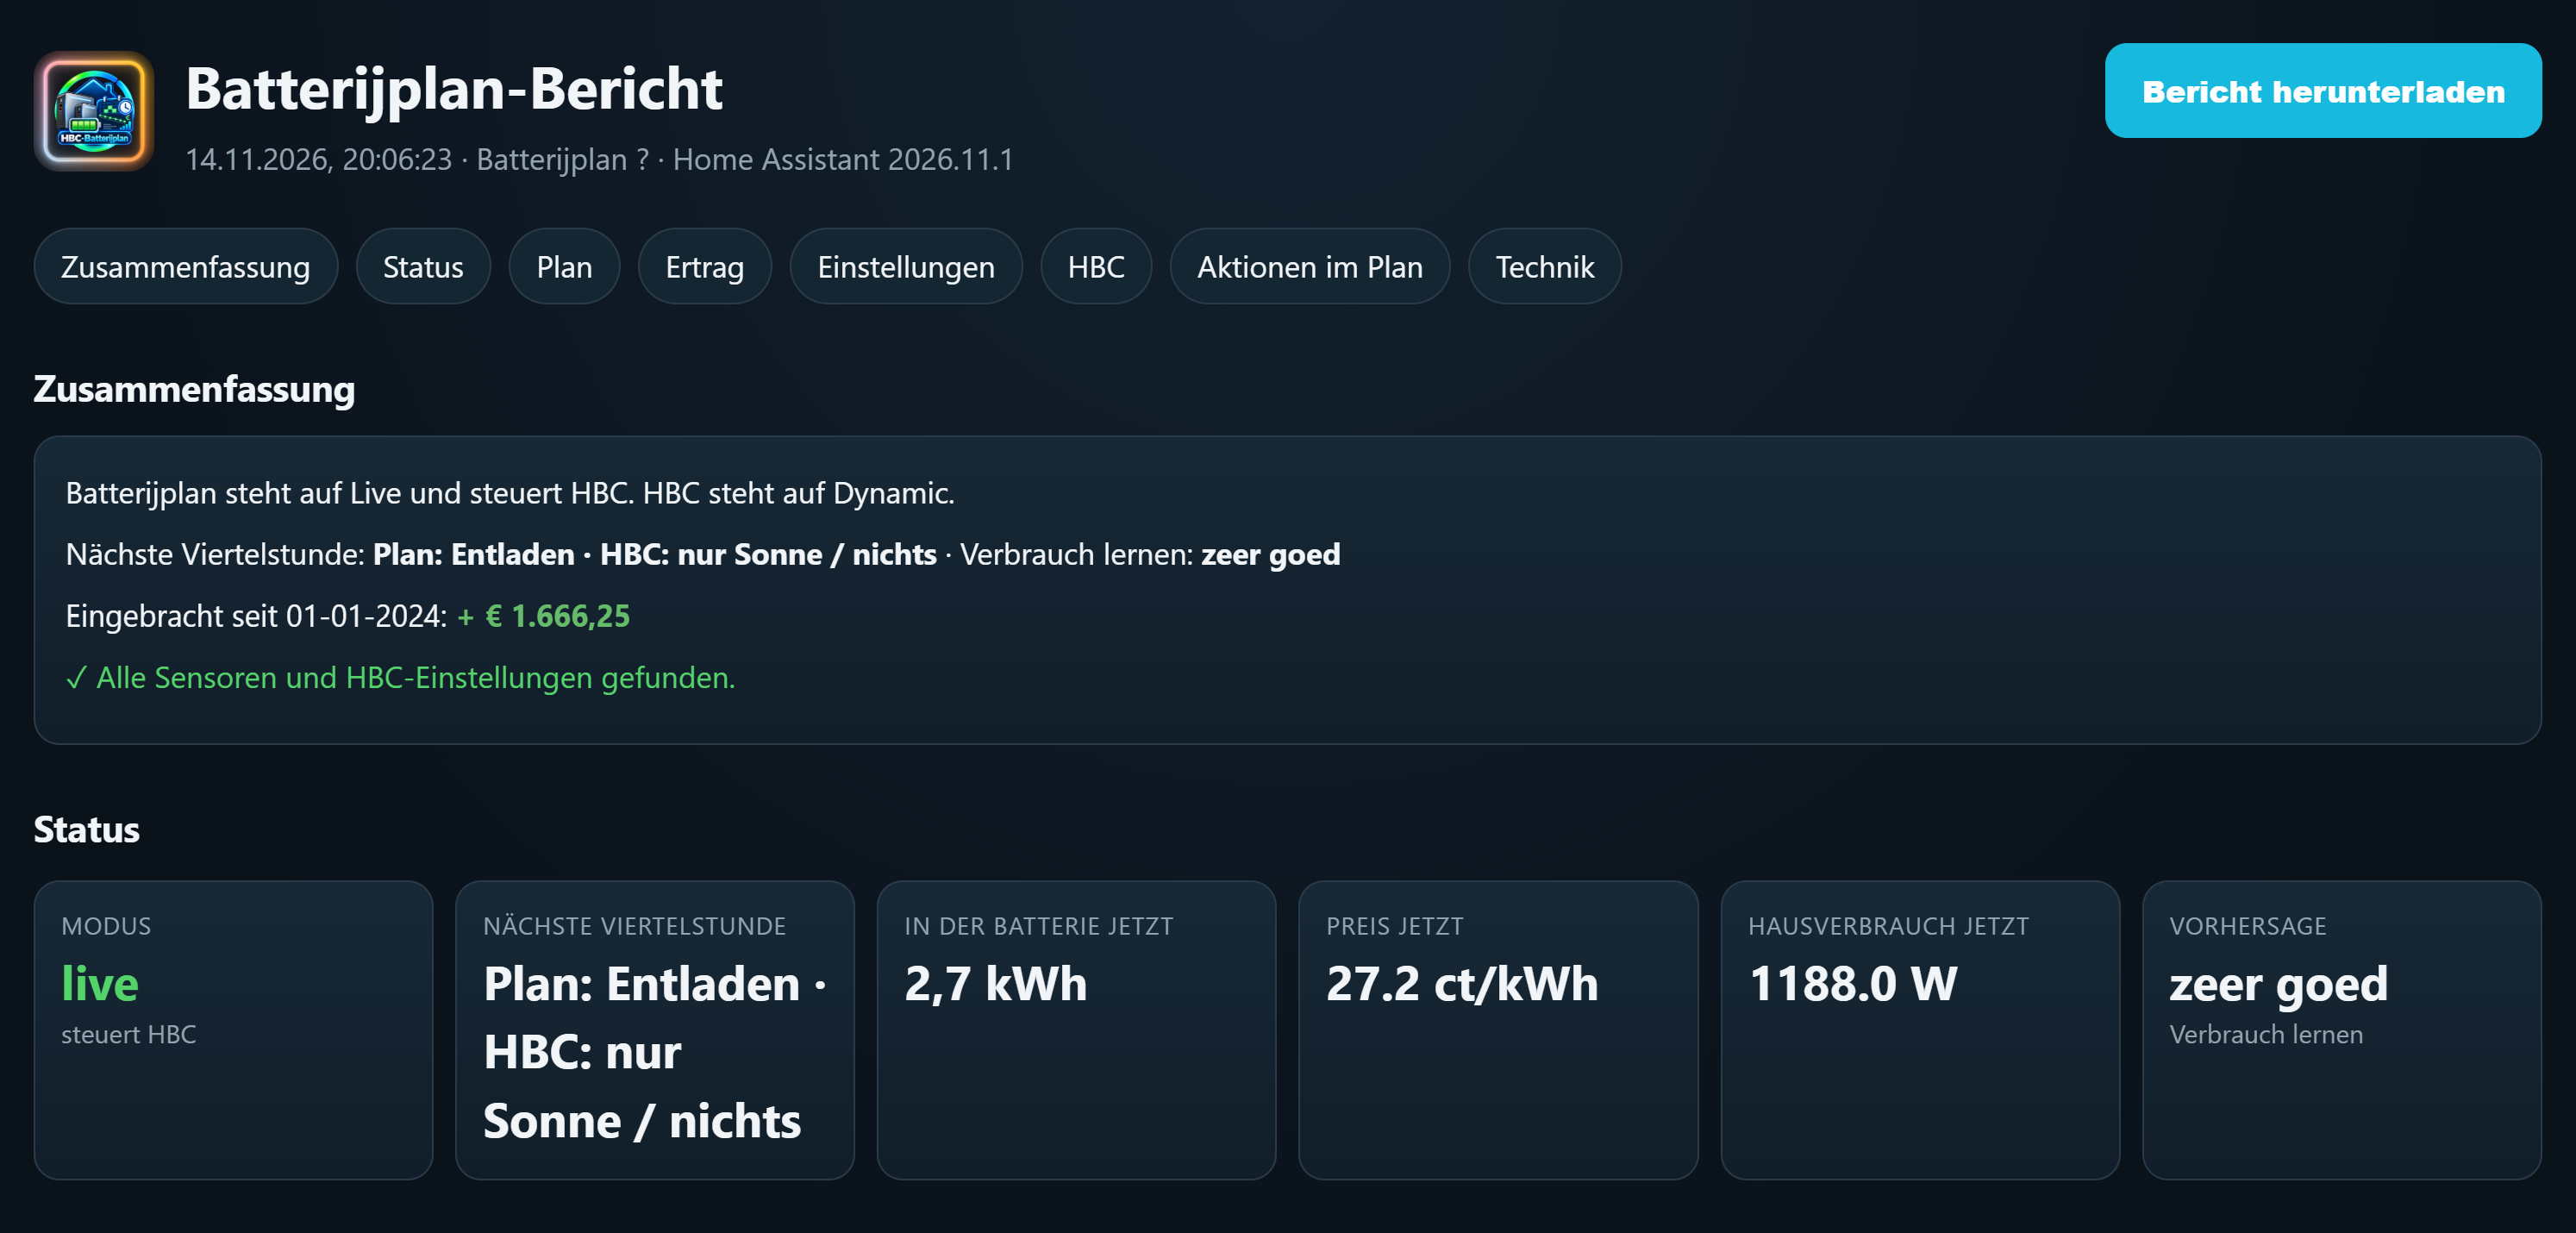 HBC-Batterijplan
Batterijplan-Bericht
14.11.2026, 20:06:23 · Batterijplan ? · Home Assistant 2026.11.1
Bericht herunterladen
Zusammenfassung
Status
Plan
Ertrag
Einstellungen
HBC
Aktionen im Plan
Technik
Zusammenfassung
Batterijplan steht auf Live und steuert HBC. HBC steht auf Dynamic.
Nächste Viertelstunde: Plan: Entladen · HBC: nur Sonne / nichts · Verbrauch lernen: zeer goed
Eingebracht seit 01-01-2024: + € 1.666,25
✓ Alle Sensoren und HBC-Einstellungen gefunden.
Status
MODUS
live
steuert HBC
NÄCHSTE VIERTELSTUNDE
Plan: Entladen ·
HBC: nur
Sonne / nichts
IN DER BATTERIE JETZT
2,7 kWh
PREIS JETZT
27.2 ct/kWh
HAUSVERBRAUCH JETZT
1188.0 W
VORHERSAGE
zeer goed
Verbrauch lernen